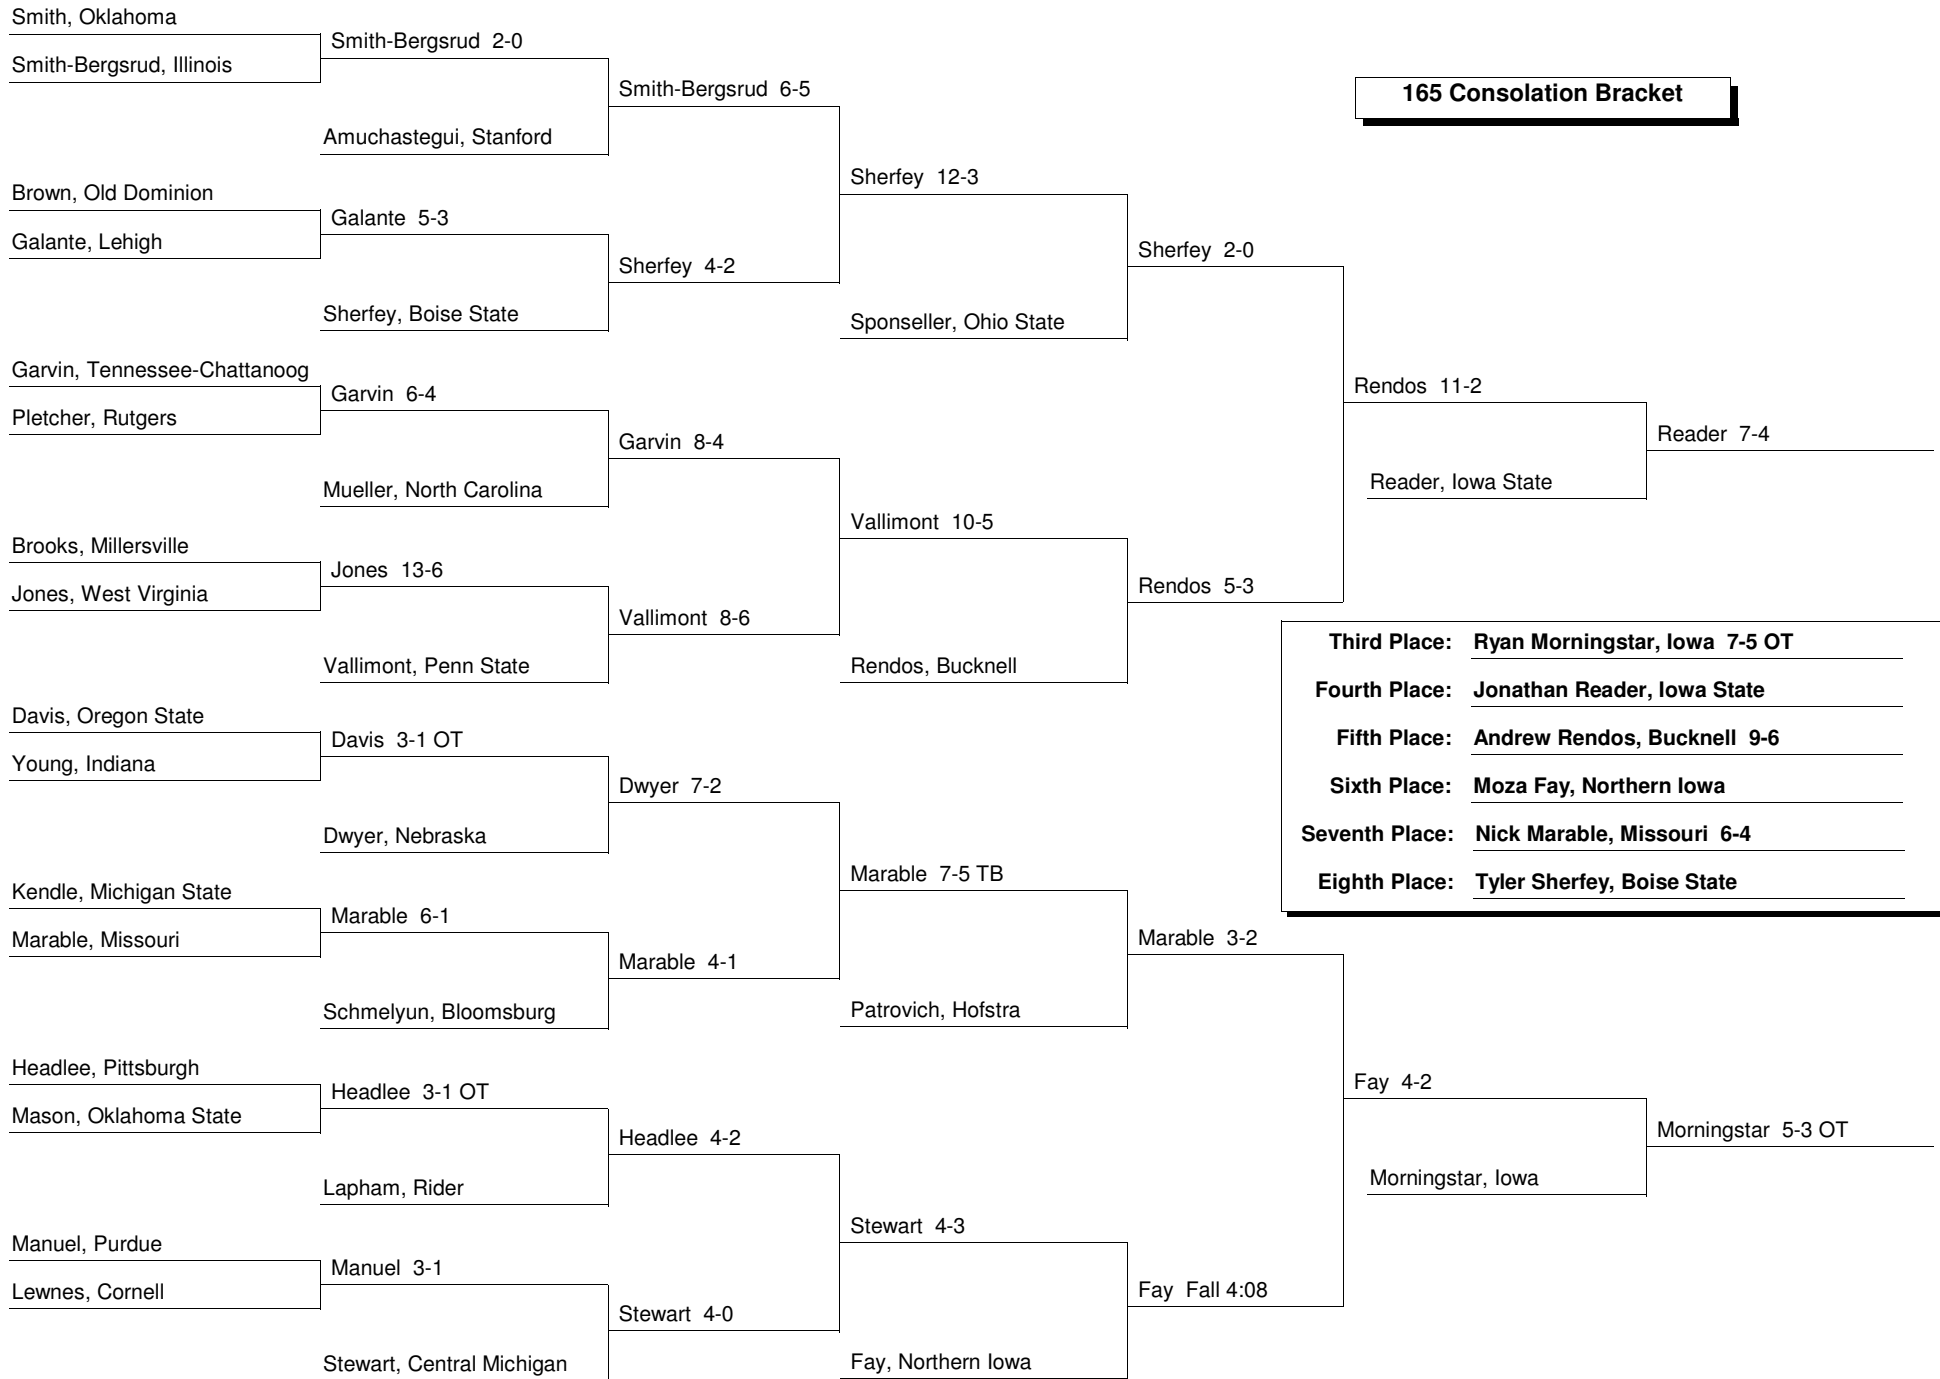 Smith, Oklahoma
Smith-Bergsrud, Illinois
Smith-Bergsrud 2-0
Amuchastegui, Stanford
Smith-Bergsrud 6-5
Brown, Old Dominion
Galante, Lehigh
Galante 5-3
Sherfey, Boise State
Sherfey 4-2
Sherfey 12-3
Sponseller, Ohio State
Sherfey 2-0
165 Consolation Bracket
Garvin, Tennessee-Chattanoog
Pletcher, Rutgers
Garvin 6-4
Mueller, North Carolina
Garvin 8-4
Brooks, Millersville
Jones, West Virginia
Jones 13-6
Vallimont, Penn State
Vallimont 8-6
Vallimont 10-5
Rendos, Bucknell
Rendos 5-3
Rendos 11-2
Reader, Iowa State
Reader 7-4
Davis, Oregon State
Young, Indiana
Davis 3-1 OT
Dwyer, Nebraska
Dwyer 7-2
Kendle, Michigan State
Marable, Missouri
Marable 6-1
Schmelyun, Bloomsburg
Marable 4-1
Marable 7-5 TB
Patrovich, Hofstra
Marable 3-2
Headlee, Pittsburgh
Mason, Oklahoma State
Headlee 3-1 OT
Lapham, Rider
Headlee 4-2
Manuel, Purdue
Lewnes, Cornell
Manuel 3-1
Stewart, Central Michigan
Stewart 4-0
Stewart 4-3
Fay, Northern Iowa
Fay Fall 4:08
Fay 4-2
Morningstar, Iowa
Morningstar 5-3 OT
Third Place: Ryan Morningstar, Iowa 7-5 OT
Fourth Place: Jonathan Reader, Iowa State
Fifth Place: Andrew Rendos, Bucknell 9-6
Sixth Place: Moza Fay, Northern Iowa
Seventh Place: Nick Marable, Missouri 6-4
Eighth Place: Tyler Sherfey, Boise State